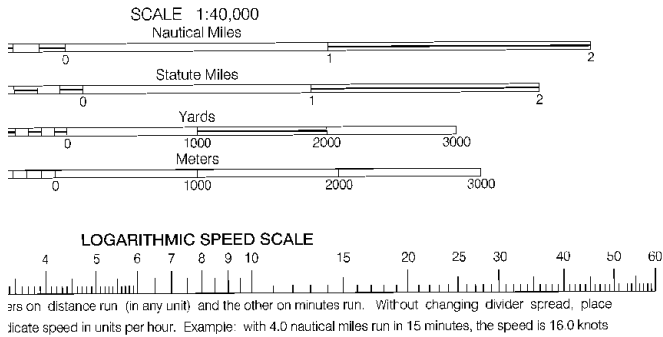 SCALE 1:40,000
Nautical Miles
0 1 2
Statute Miles
0 1 2
Yards
0 1000 2000 3000
Meters
0 1000 2000 3000
LOGARITHMIC SPEED SCALE
4 5 6 7 8 9 10 15 20 25 30 40 50 60
ers on distance run (in any unit) and the other on minutes run. Without changing divider spread, place
dicate speed in units per hour. Example: with 4.0 nautical miles run in 15 minutes, the speed is 16.0 knots